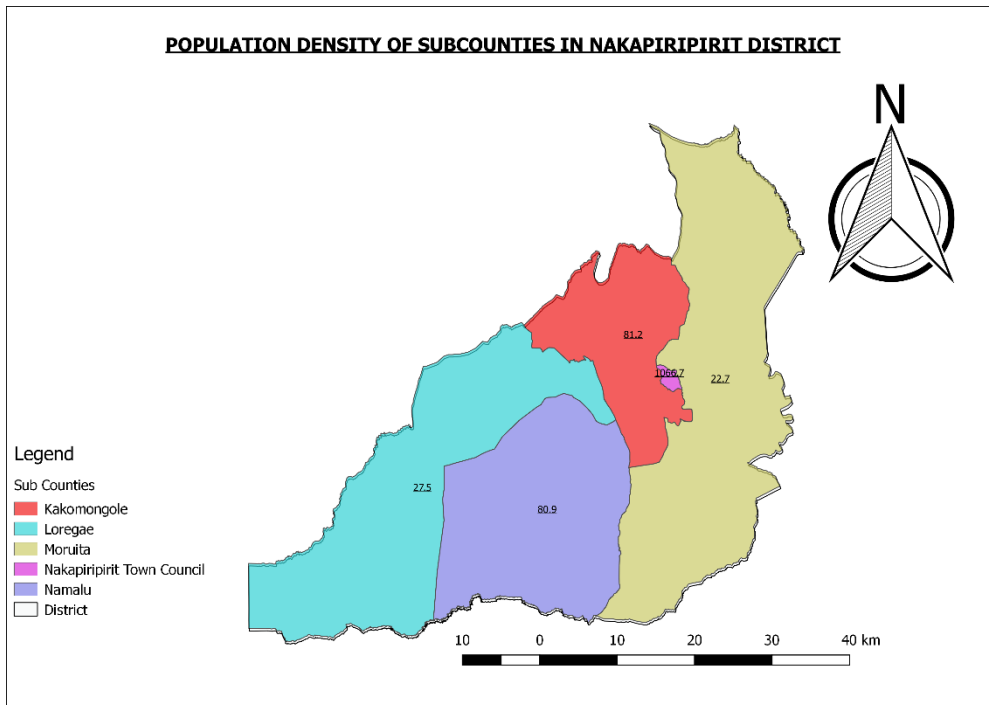 POPULATION DENSITY OF SUBCOUNTIES IN NAKAPIRIPIRIT DISTRICT
N
81.2
1066.7
22.7
27.5
80.9
Legend
Sub Counties
Kakomongole
Loregae
Moruita
Nakapiripirit Town Council
Namalu
District
10 0 10 20 30 40 km